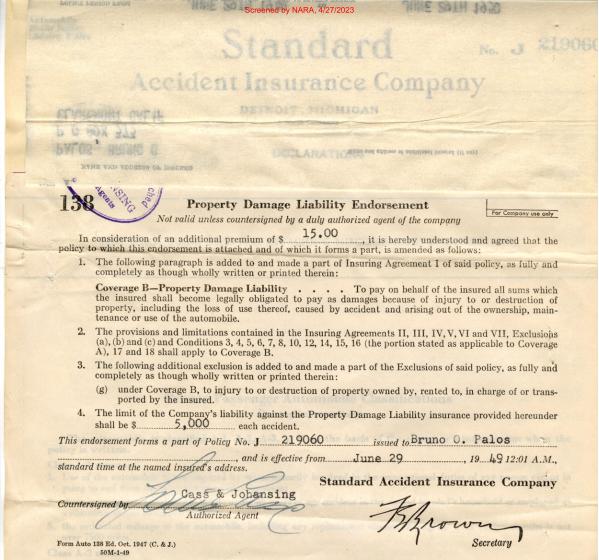 Screened by NARA, 4/27/2023
Standard
No. J 219060
Accident Insurance Company
DETROIT, MICHIGAN
DECLARATIONS
138
Property Damage Liability Endorsement
For Company use only
Not valid unless countersigned by a duly authorized agent of the company
In consideration of an additional premium of $ 15.00 , it is hereby understood and agreed that the
policy to which this endorsement is attached and of which it forms a part, is amended as follows:
1. The following paragraph is added to and made a part of Insuring Agreement I of said policy, as fully and
completely as though wholly written or printed therein:
Coverage B—Property Damage Liability . . . . To pay on behalf of the insured all sums which
the insured shall become legally obligated to pay as damages because of injury to or destruction of
property, including the loss of use thereof, caused by accident and arising out of the ownership, main-
tenance or use of the automobile.
2. The provisions and limitations contained in the Insuring Agreements II, III, IV, V, VI and VII, Exclusions
(a), (b) and (c) and Conditions 3, 4, 5, 6, 7, 8, 10, 12, 14, 15, 16 (the portion stated as applicable to Coverage
A), 17 and 18 shall apply to Coverage B.
3. The following additional exclusion is added to and made a part of the Exclusions of said policy, as fully and
completely as though wholly written or printed therein:
(g) under Coverage B, to injury to or destruction of property owned by, rented to, in charge of or trans-
ported by the insured.
4. The limit of the Company's liability against the Property Damage Liability insurance provided hereunder
shall be $ 5,000 each accident.
This endorsement forms a part of Policy No. J 219060 issued to Bruno O. Palos
, and is effective from June 29 , 19 49 12:01 A.M.,
standard time at the named insured's address.
Standard Accident Insurance Company
Cass & Johansing
Countersigned by
Authorized Agent
Secretary
Form Auto 138 Ed. Oct. 1947 (C. & J.)
50M-1-49